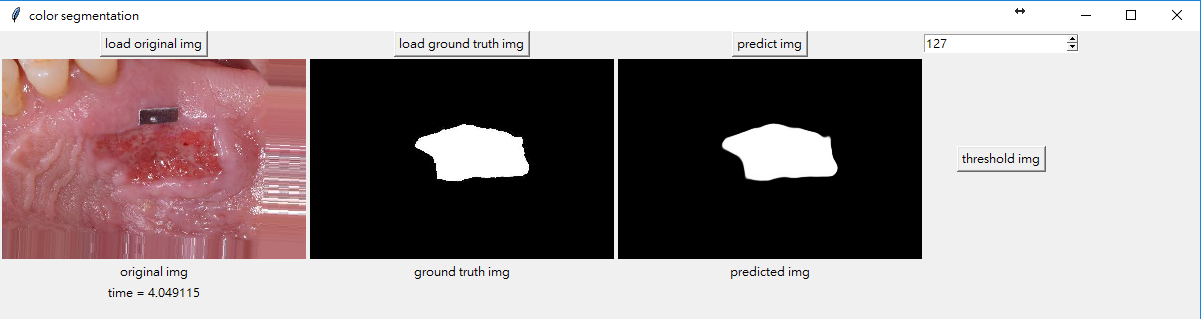 color segmentation
load original img
load ground truth img
predict img
127
threshold img
original img
ground truth img
predicted img
time = 4.049115